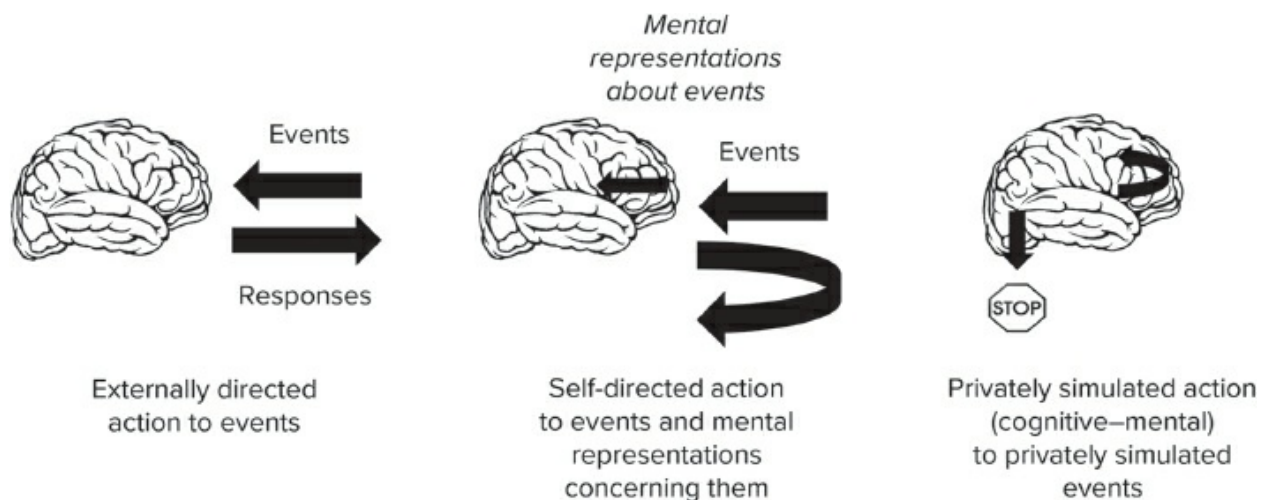 Mental
representations
about events
Events
Responses
Events
STOP
Externally directed
action to events
Self-directed action
to events and mental
representations
concerning them
Privately simulated action
(cognitive–mental)
to privately simulated
events